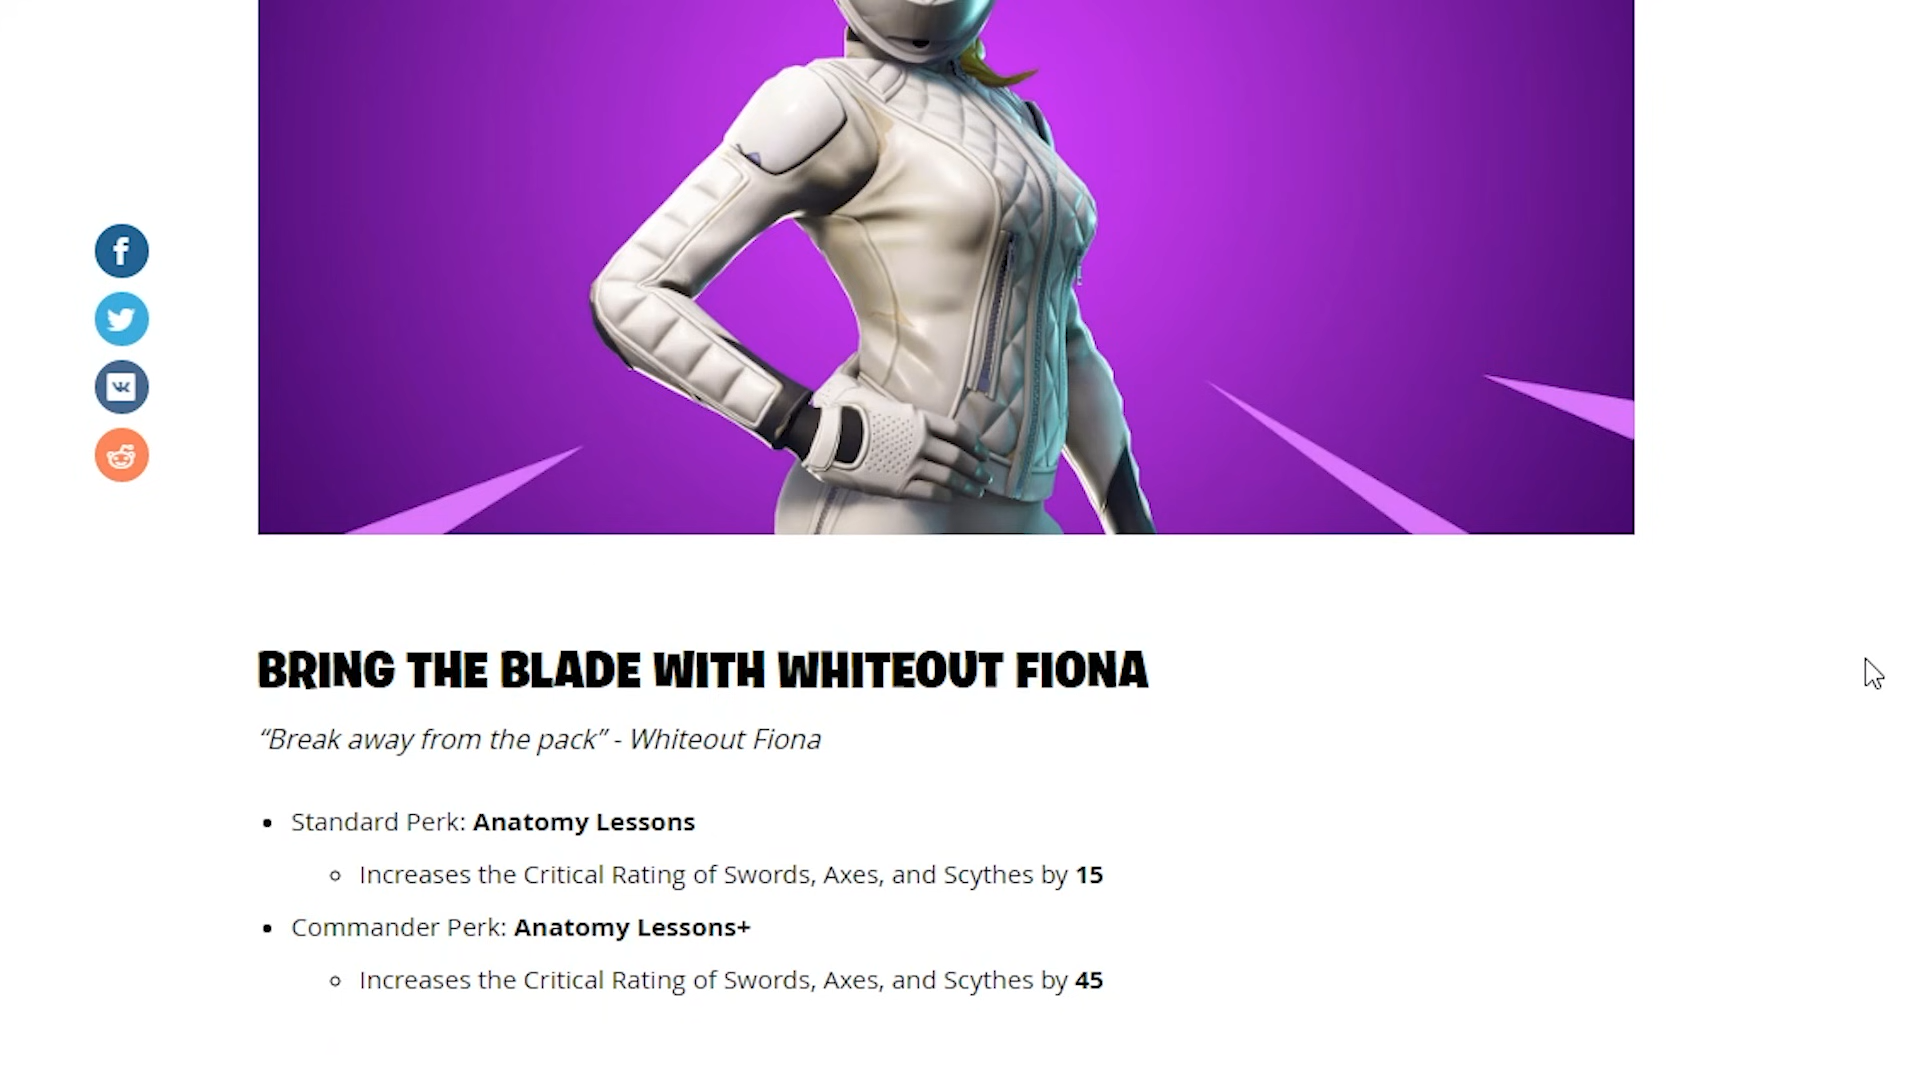 BRING THE BLADE WITH WHITEOUT FIONA
“Break away from the pack” - Whiteout Fiona
• Standard Perk: Anatomy Lessons
◦ Increases the Critical Rating of Swords, Axes, and Scythes by 15
• Commander Perk: Anatomy Lessons+
◦ Increases the Critical Rating of Swords, Axes, and Scythes by 45